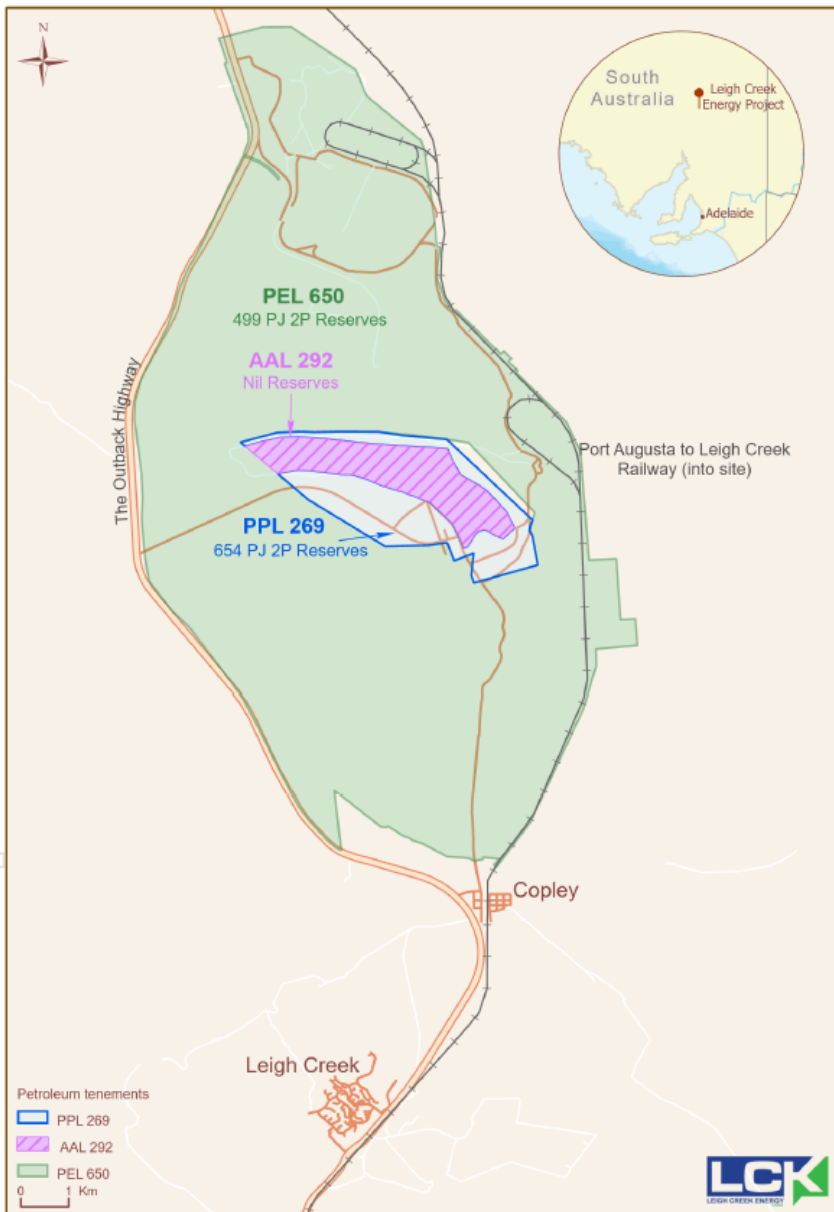 N
South
Australia
Leigh Creek
Energy Project
Adelaide
PEL 650
499 PJ 2P Reserves
AAL 292
Nil Reserves
The Outback Highway
Port Augusta to Leigh Creek
Railway (into site)
PPL 269
654 PJ 2P Reserves
Copley
Leigh Creek
Petroleum tenements
PPL 269
AAL 292
PEL 650
0 1 Km
LCK
LEIGH CREEK ENERGY